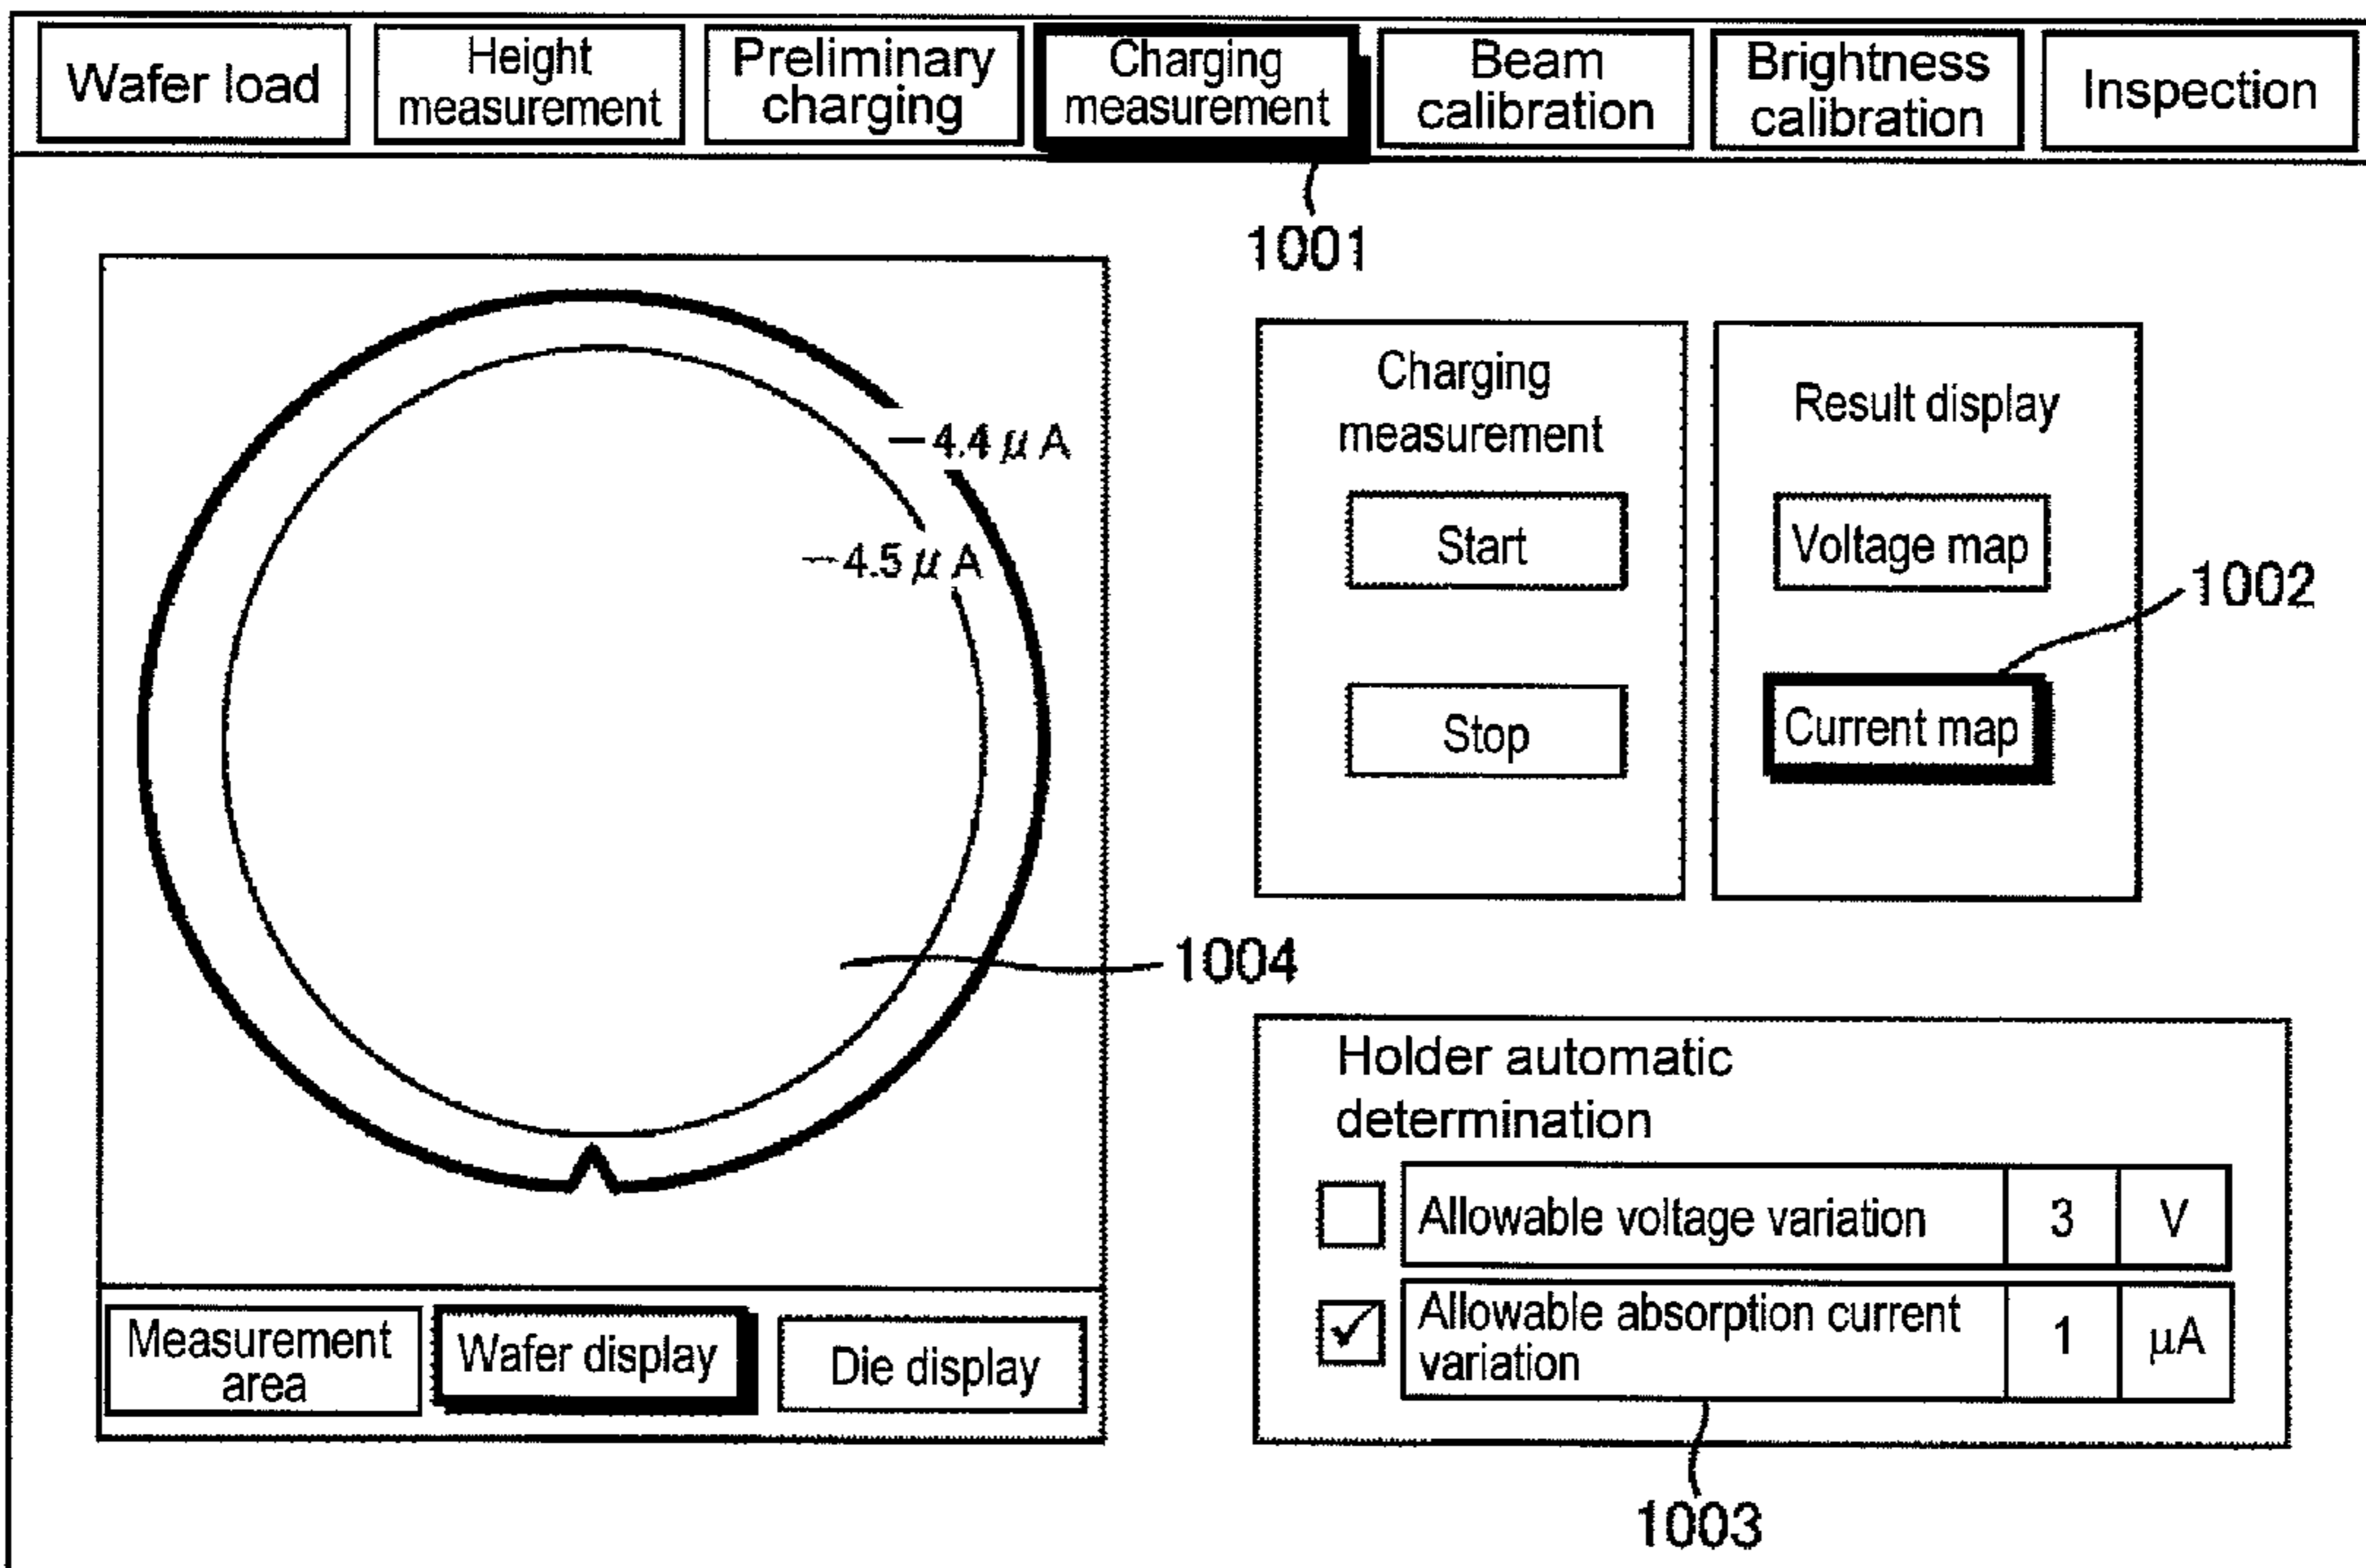 Wafer load
Height
measurement
Preliminary
charging
Charging
measurement
Beam
calibration
Brightness
calibration
Inspection
1001
-4.4 μ A
-4.5 μ A
1004
Charging
measurement
Start
Stop
Result display
Voltage map
Current map
1002
Measurement
area
Wafer display
Die display
Holder automatic
determination
Allowable voltage variation 3 V
Allowable absorption current
variation 1 μA
1003